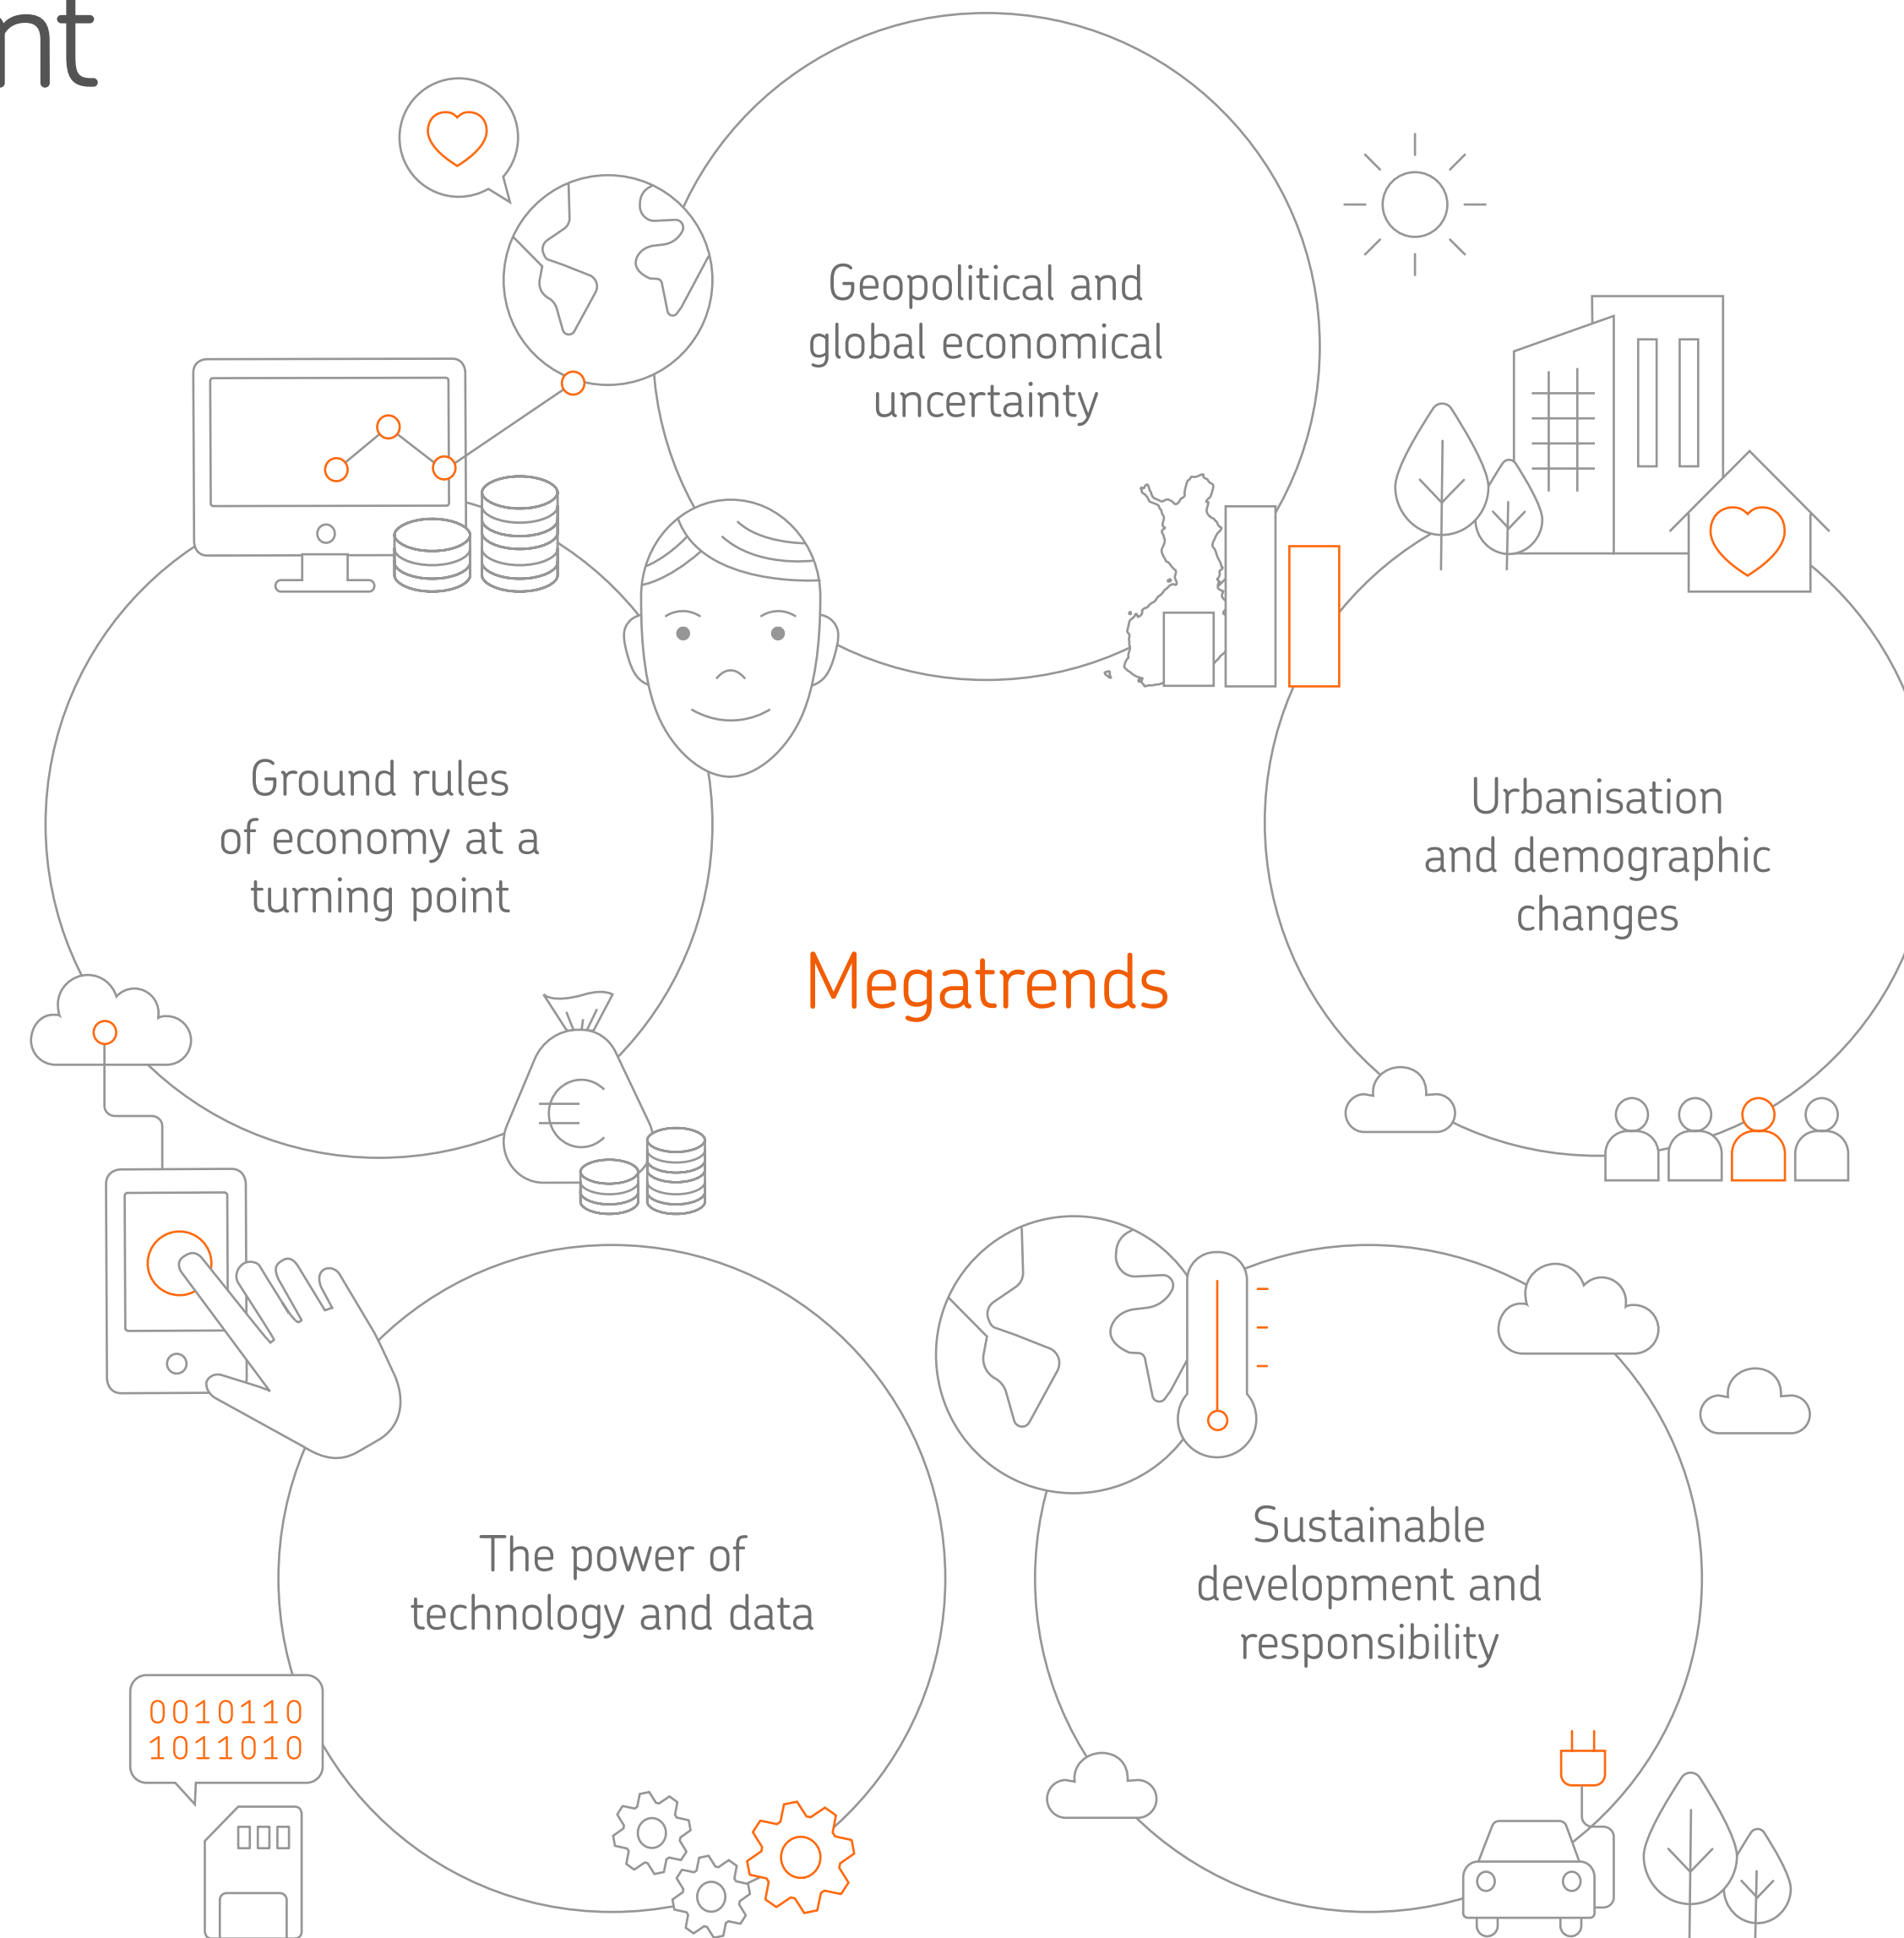 nt
Geopolitical and
global economical
uncertainty
Ground rules
of economy at a
turning point
Urbanisation
and demographic
changes
Megatrends
The power of
technology and data
Sustainable
development and
responsibility
0010110
1011010